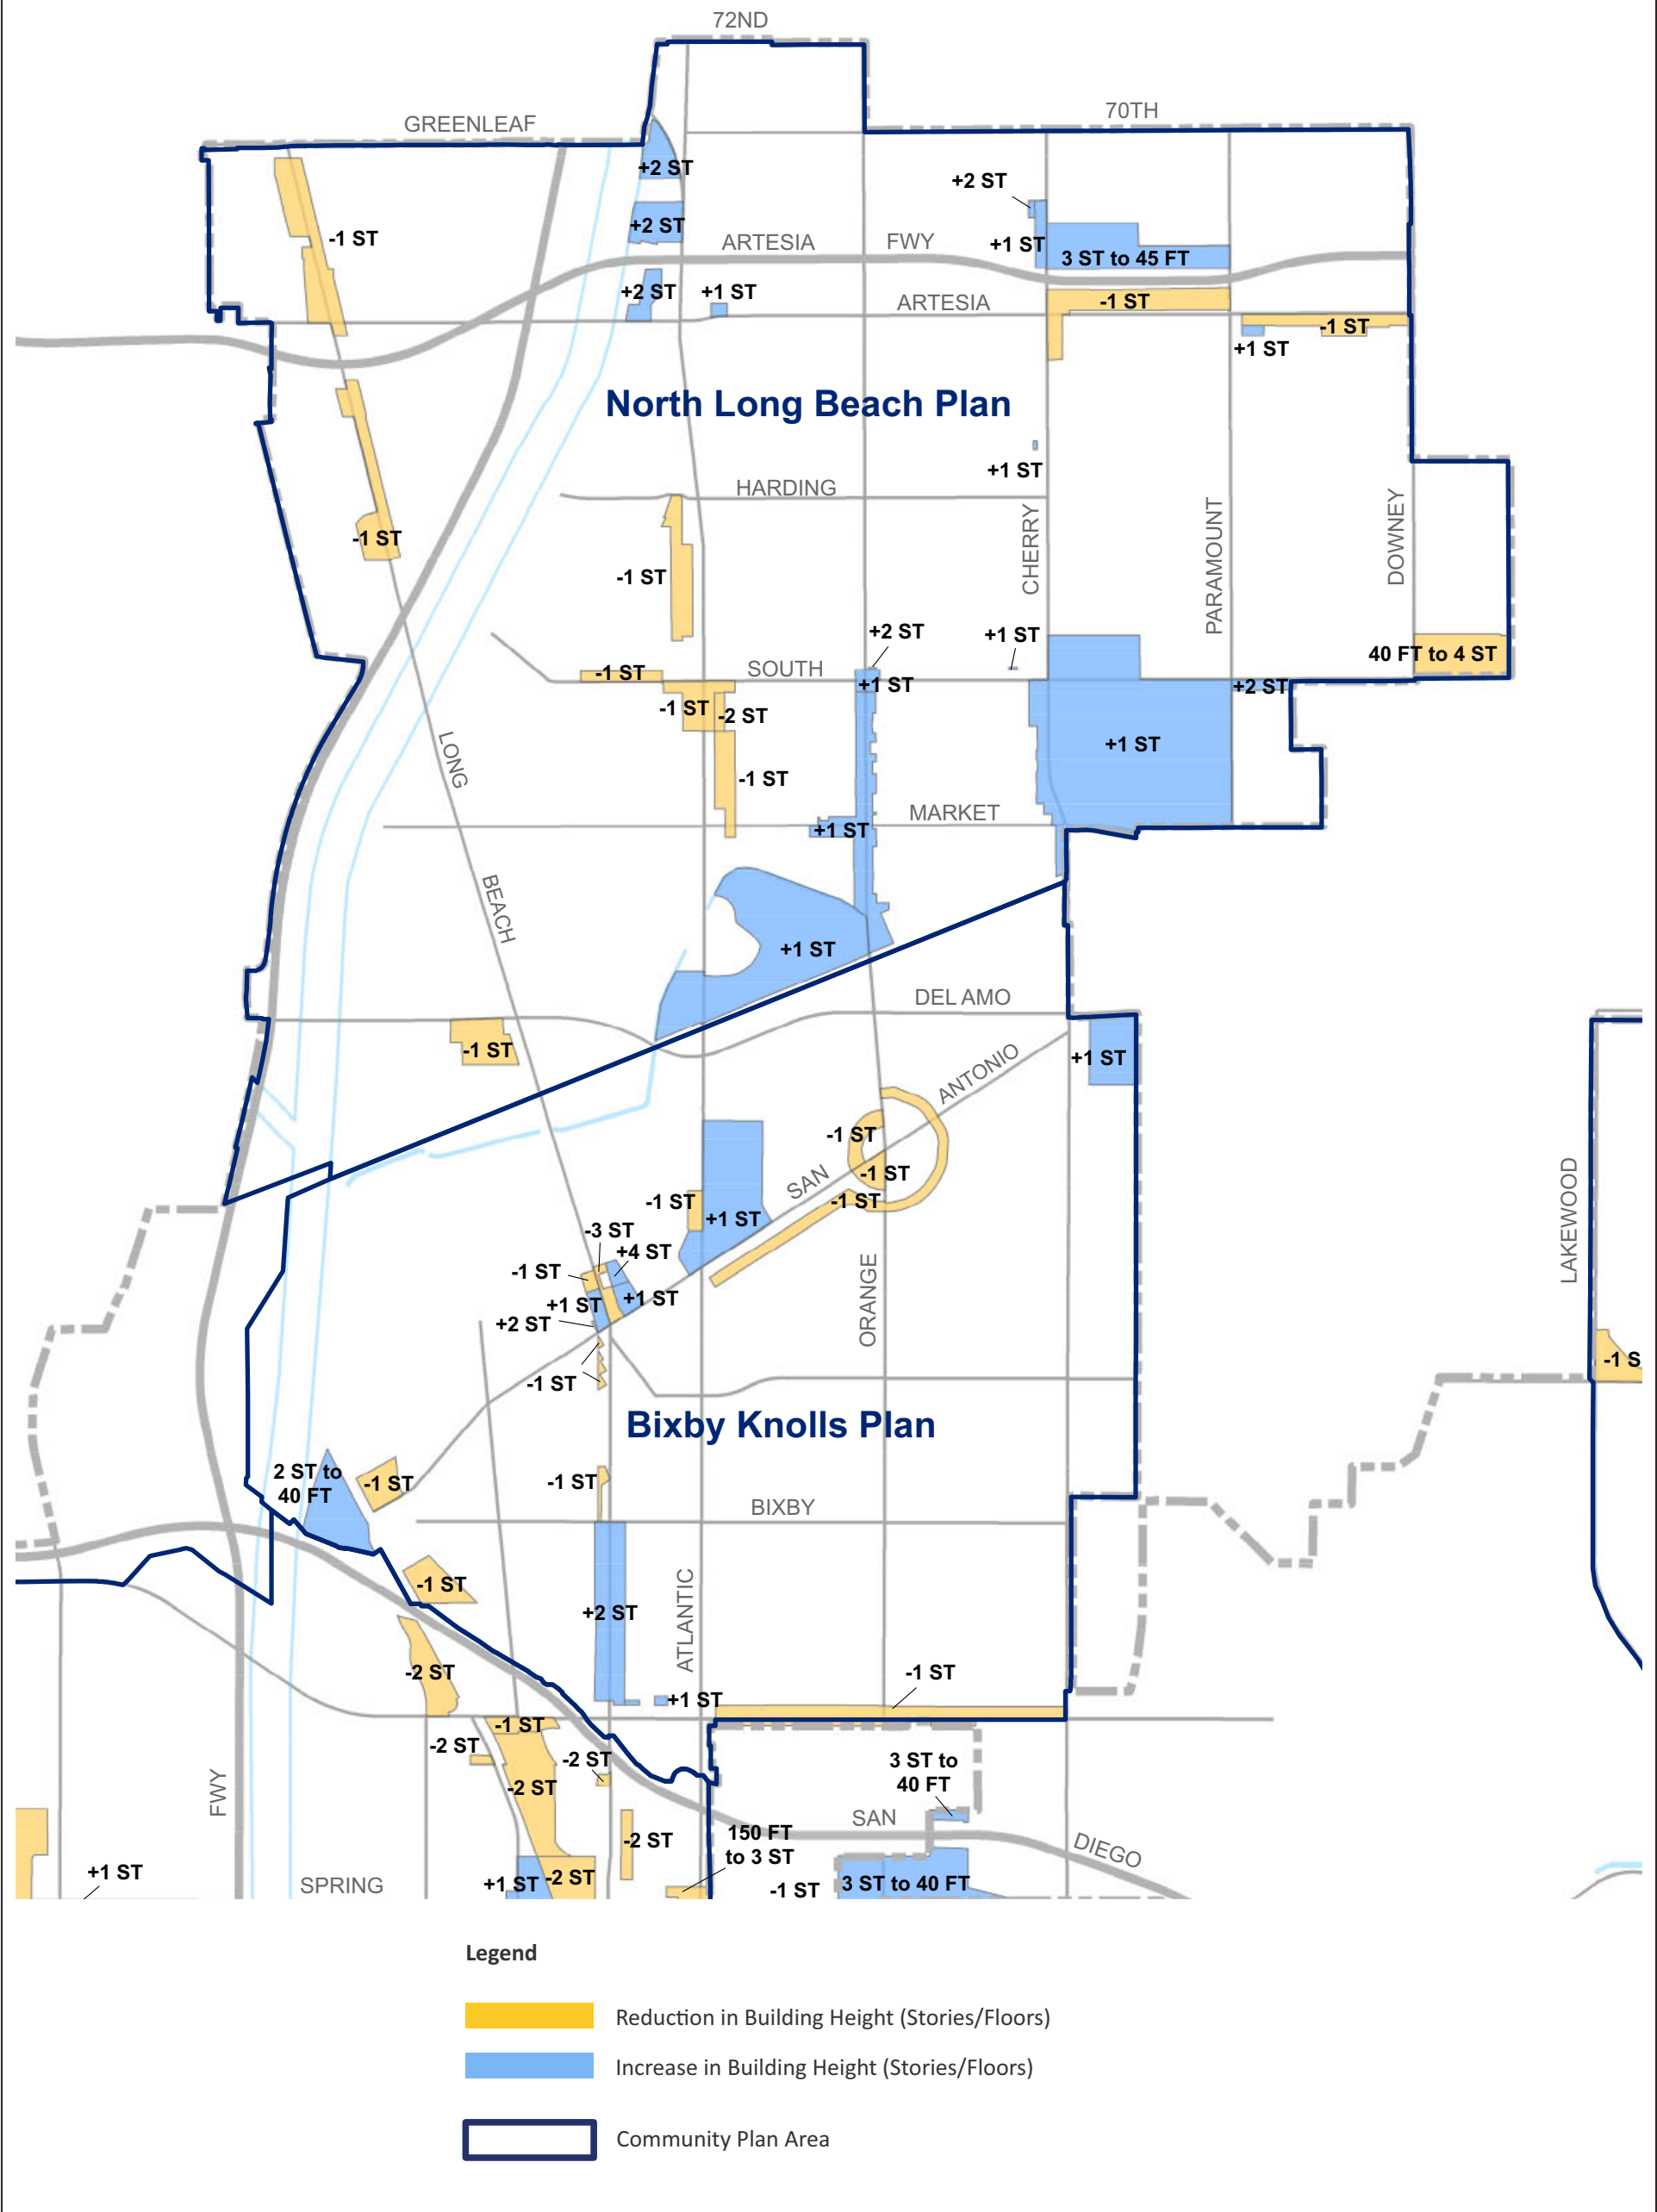 72ND
GREENLEAF
70TH
+2 ST
+2 ST
+2 ST
-1 ST
ARTESIA
FWY
+1 ST
3 ST to 45 FT
+2 ST
+1 ST
ARTESIA
-1 ST
-1 ST
+1 ST
North Long Beach Plan
+1 ST
HARDING
CHERRY
PARAMOUNT
DOWNEY
-1 ST
-1 ST
+2 ST
+1 ST
-1 ST
SOUTH
+1 ST
40 FT to 4 ST
+2 ST
-1 ST
-2 ST
LONG
+1 ST
-1 ST
MARKET
+1 ST
BEACH
+1 ST
DEL AMO
-1 ST
+1 ST
ANTONIO
-1 ST
-1 ST
SAN
-1 ST
-1 ST
+1 ST
LAKEWOOD
-3 ST
+4 ST
-1 ST
+1 ST
+1 ST
+2 ST
ORANGE
-1 ST
-1 S
Bixby Knolls Plan
2 ST to
40 FT
-1 ST
-1 ST
BIXBY
-1 ST
+2 ST
ATLANTIC
-2 ST
-1 ST
+1 ST
-1 ST
-2 ST
-2 ST
3 ST to
40 FT
-2 ST
FWY
SAN
150 FT
to 3 ST
-2 ST
DIEGO
+1 ST
SPRING
+1 ST
-2 ST
-1 ST
3 ST to 40 FT
Legend
Reduction in Building Height (Stories/Floors)
Increase in Building Height (Stories/Floors)
Community Plan Area